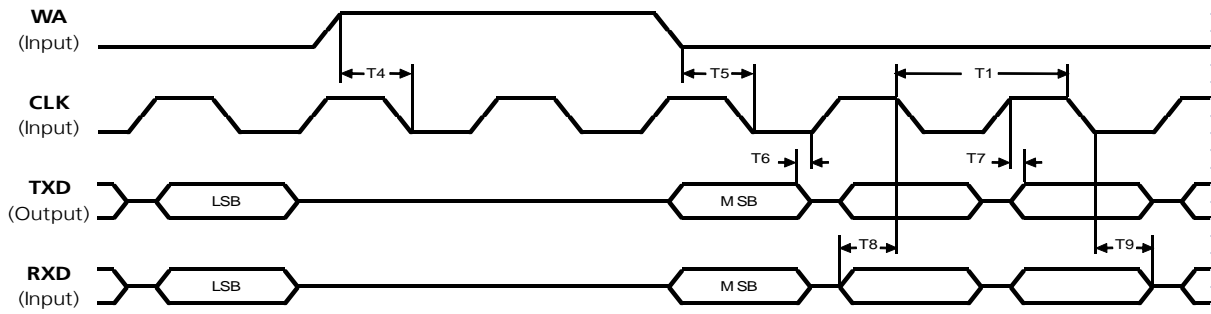 WA
(Input)
T4
T5
T1
CLK
(Input)
T6
T7
TXD
(Output)
LSB
MSB
T8
T9
RXD
(Input)
LSB
MSB